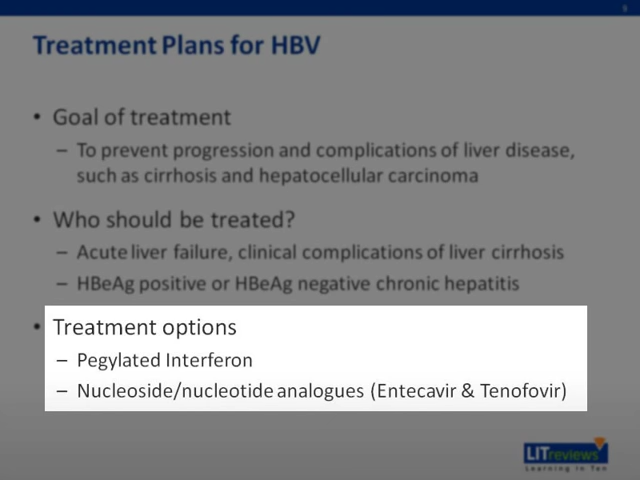 9
Treatment Plans for HBV
• Goal of treatment
– To prevent progression and complications of liver disease,
such as cirrhosis and hepatocellular carcinoma
• Who should be treated?
– Acute liver failure, clinical complications of liver cirrhosis
– HBeAg positive or HBeAg negative chronic hepatitis
• Treatment options
– Pegylated Interferon
– Nucleoside/nucleotide analogues (Entecavir & Tenofovir)
LITreviews
Learning in Ten